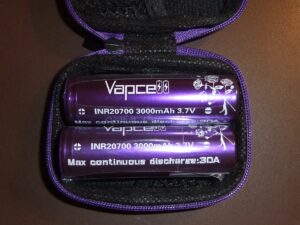 Vapcell
INR20700 3000mAh 3.7V
Max continuous discharge:30A
Vapcell
INR20700 3000mAh 3.7V
Max continuous discharge:30A